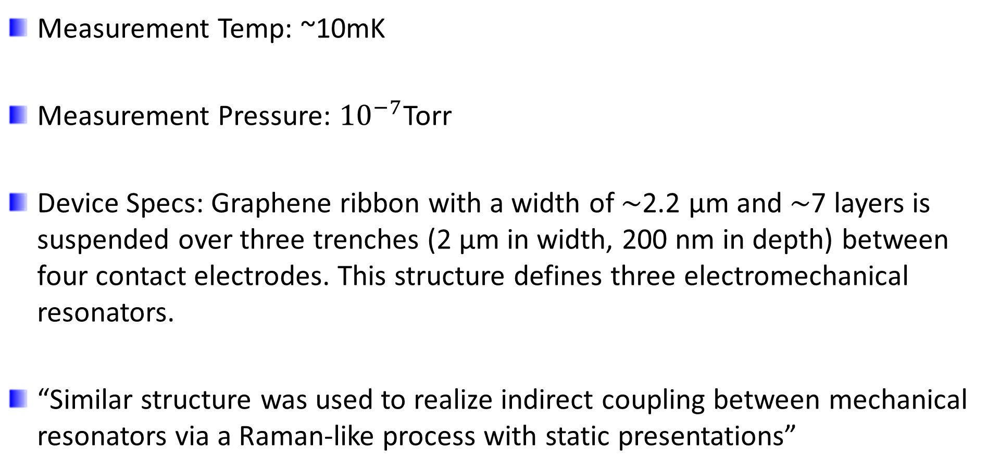 Measurement Temp: ~10mK
Measurement Pressure: 10⁻⁷Torr
Device Specs: Graphene ribbon with a width of ∼2.2 μm and ∼7 layers is
suspended over three trenches (2 μm in width, 200 nm in depth) between
four contact electrodes. This structure defines three electromechanical
resonators.
“Similar structure was used to realize indirect coupling between mechanical
resonators via a Raman-like process with static presentations”